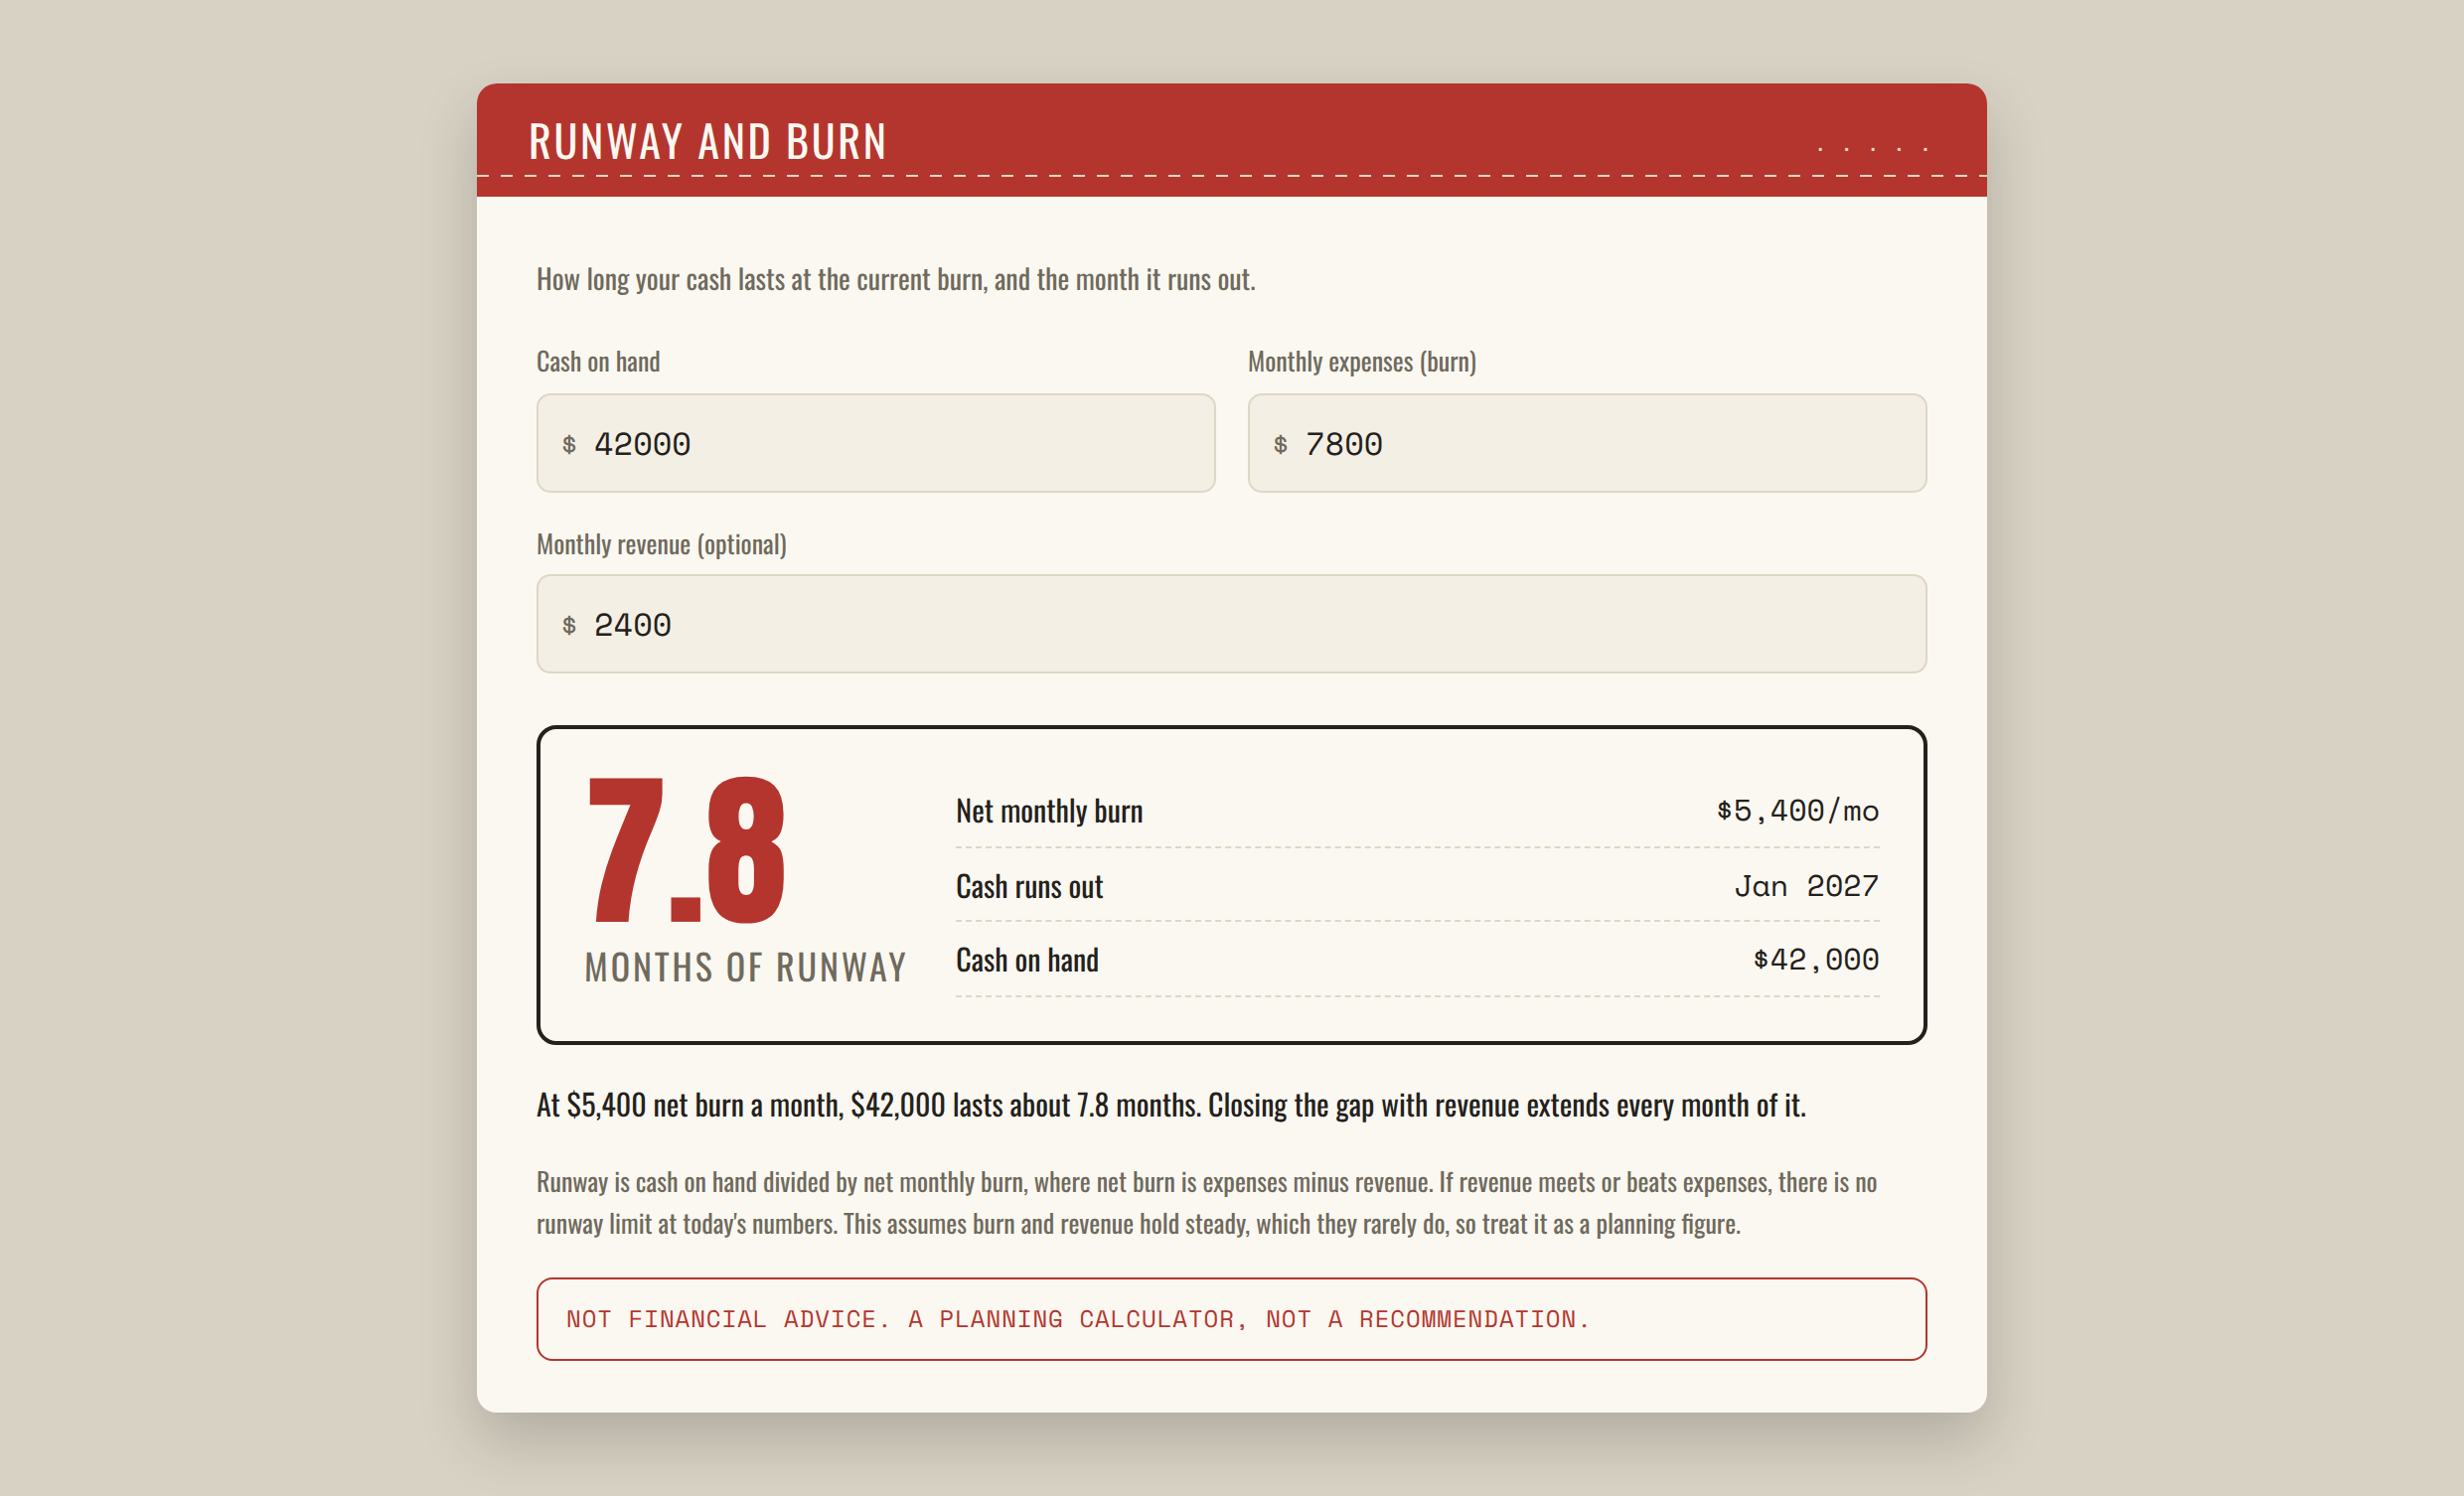 RUNWAY AND BURN
. . . . .
How long your cash lasts at the current burn, and the month it runs out.
Cash on hand
Monthly expenses (burn)
$ 42000
$ 7800
Monthly revenue (optional)
$ 2400
7.8
MONTHS OF RUNWAY
Net monthly burn $5,400/mo
Cash runs out Jan 2027
Cash on hand $42,000
At $5,400 net burn a month, $42,000 lasts about 7.8 months. Closing the gap with revenue extends every month of it.
Runway is cash on hand divided by net monthly burn, where net burn is expenses minus revenue. If revenue meets or beats expenses, there is no
runway limit at today's numbers. This assumes burn and revenue hold steady, which they rarely do, so treat it as a planning figure.
NOT FINANCIAL ADVICE. A PLANNING CALCULATOR, NOT A RECOMMENDATION.